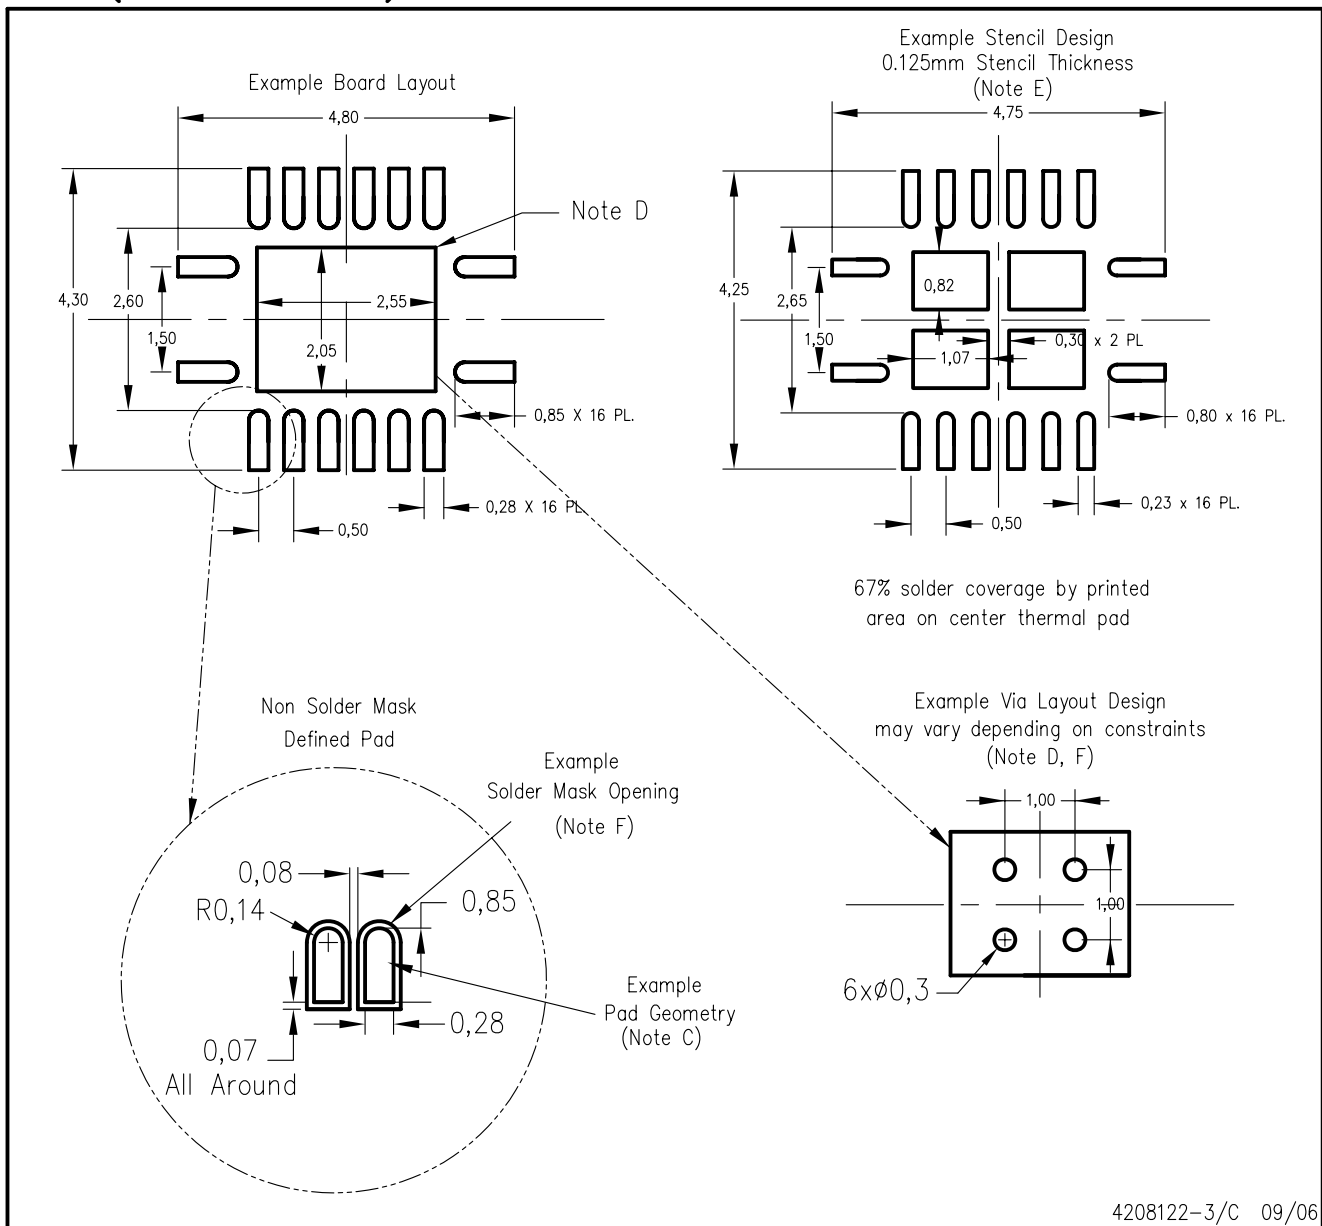 Example Board Layout
4,80
Note D
4,30
2,60
1,50
2,55
2,05
0,85 X 16 PL.
0,28 X 16 PL
0,50
Example Stencil Design
0.125mm Stencil Thickness
(Note E)
4,75
4,25
2,65
1,50
0,82
0,30 x 2 PL
1,07
0,80 x 16 PL.
0,23 x 16 PL.
0,50
67% solder coverage by printed
area on center thermal pad
Non Solder Mask
Defined Pad
Example
Solder Mask Opening
(Note F)
0,08
R0,14
0,85
Example
Pad Geometry
(Note C)
0,28
0,07
All Around
Example Via Layout Design
may vary depending on constraints
(Note D, F)
1,00
1,00
6xø0,3
4208122-3/C 09/06